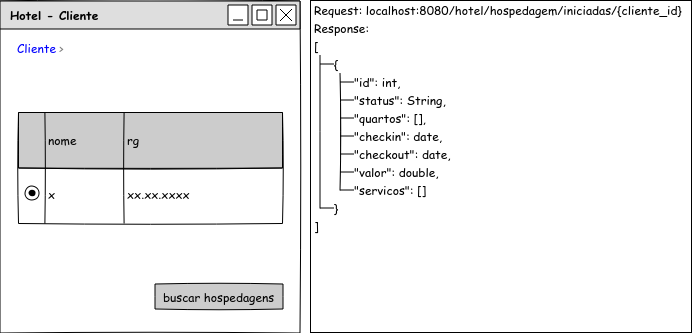 Hotel - Cliente
Cliente >
nome rg
x xx.xx.xxxx
buscar hospedagens
Request: localhost:8080/hotel/hospedagem/iniciadas/{cliente_id}
Response:
[
{
"id": int,
"status": String,
"quartos": [],
"checkin": date,
"checkout": date,
"valor": double,
"servicos": []
}
]